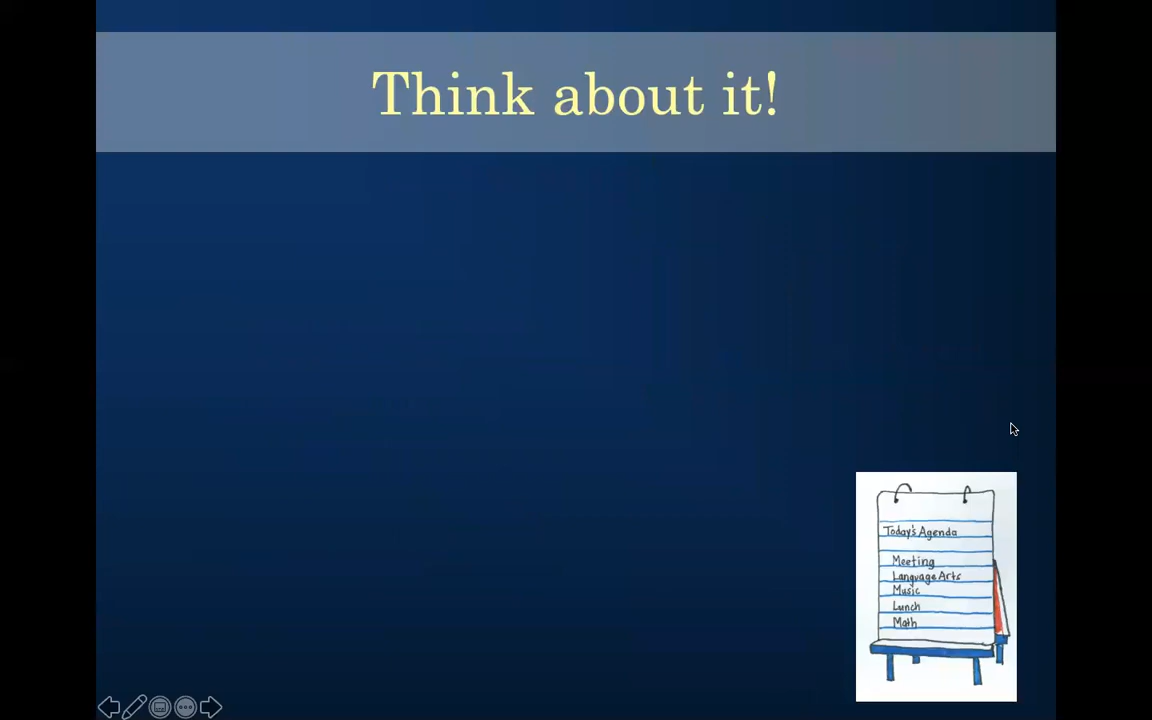 Think about it!
Today's Agenda
Meeting
Language Arts
Music
Lunch
Math